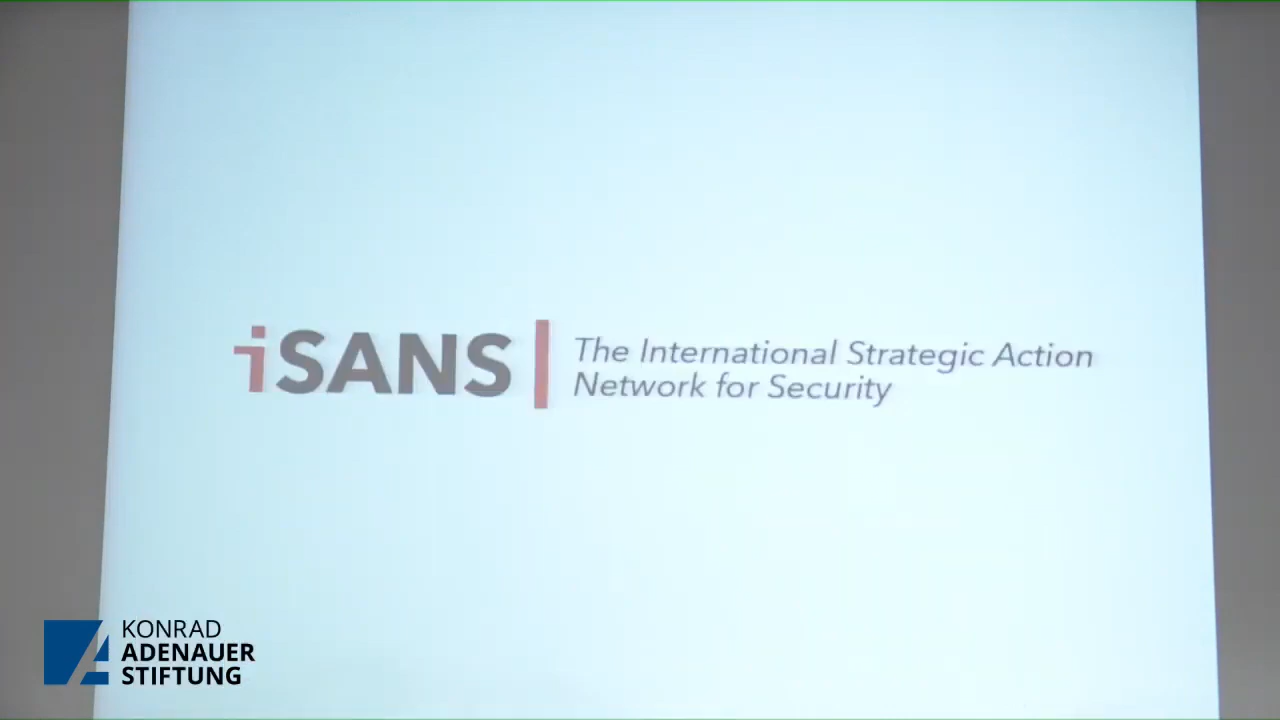 iSANS
The International Strategic Action
Network for Security
KONRAD
ADENAUER
STIFTUNG